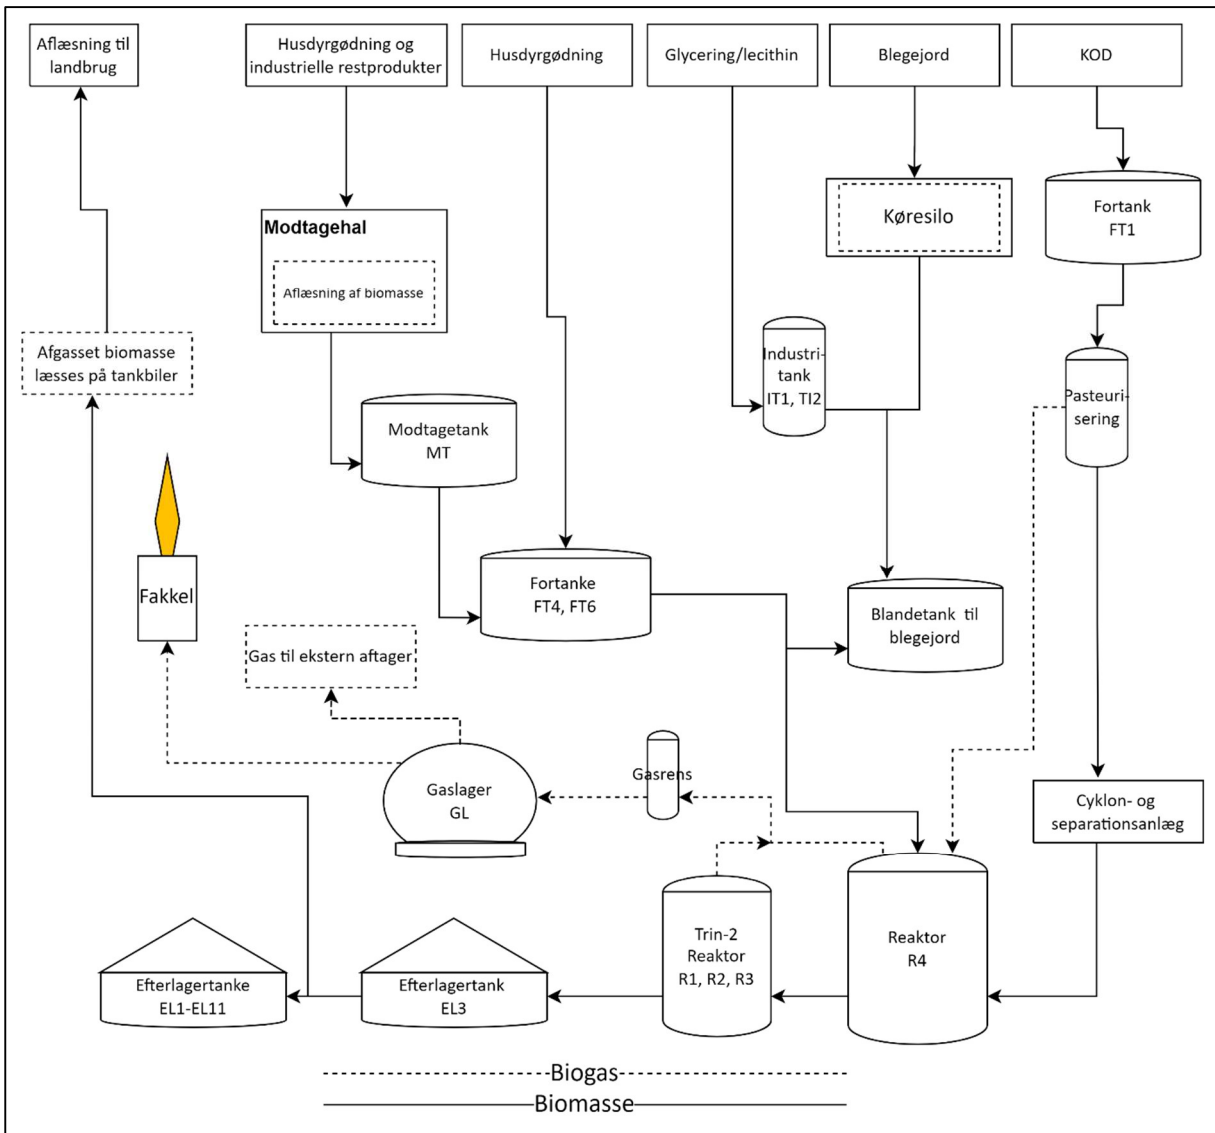 Aflæsning til
landbrug
Husdyrgødning og
industrielle restprodukter
Husdyrgødning
Glycering/lecithin
Blegejord
KOD
Modtagehal
Aflæsning af biomasse
Køresilo
Fortank
FT1
Afgasset biomasse
læsses på tankbiler
Industri-
tank
IT1, TI2
Pasteuri-
sering
Modtagetank
MT
Fakkel
Fortanke
FT4, FT6
Blandetank til
blegejord
Gas til ekstern aftager
Gaslager
GL
Gasrens
Cyklon- og
separationsanlæg
Trin-2
Reaktor
R1, R2, R3
Reaktor
R4
Efterlagertanke
EL1-EL11
Efterlagertank
EL3
Biogas
Biomasse